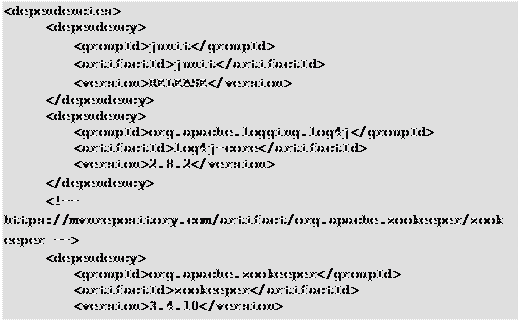 <dependencies>
<dependency>
<groupId>junit</groupId>
<artifactId>junit</artifactId>
<version>RELEASE</version>
</dependency>
<dependency>
<groupId>org.apache.logging.log4j</groupId>
<artifactId>log4j-core</artifactId>
<version>2.8.2</version>
</dependency>
<!--
https://mvnrepository.com/artifact/org.apache.zookeeper/zook
eeper -->
<dependency>
<groupId>org.apache.zookeeper</groupId>
<artifactId>zookeeper</artifactId>
<version>3.4.10</version>